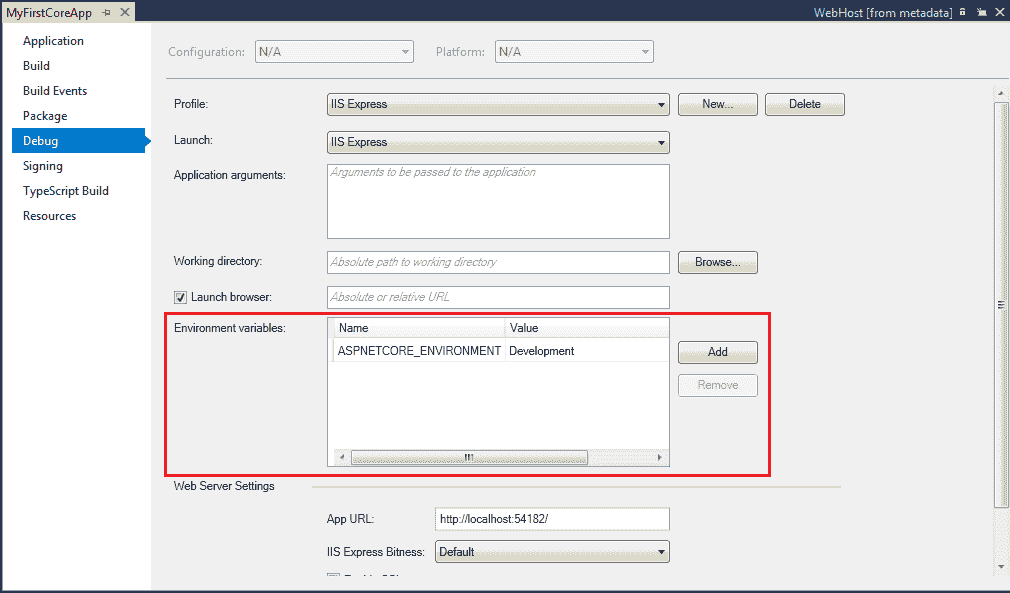 MyFirstCoreApp
WebHost [from metadata]
Application
Build
Build Events
Package
Debug
Signing
TypeScript Build
Resources
Configuration: N/A Platform: N/A
Profile: IIS Express New... Delete
Launch: IIS Express
Application arguments: Arguments to be passed to the application
Working directory: Absolute path to working directory Browse...
Launch browser: Absolute or relative URL
Environment variables: Name Value
ASPNETCORE_ENVIRONMENT Development
Add
Remove
Web Server Settings
App URL: http://localhost:54182/
IIS Express Bitness: Default